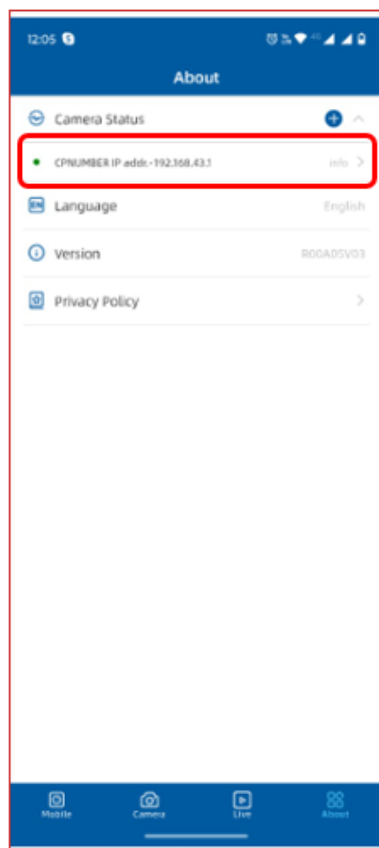 12:05
About
Camera Status
CPNUMBER IP addr.-192.168.43.1 info
EN Language English
Version R00A05V03
Privacy Policy
Mobile Camera Live About